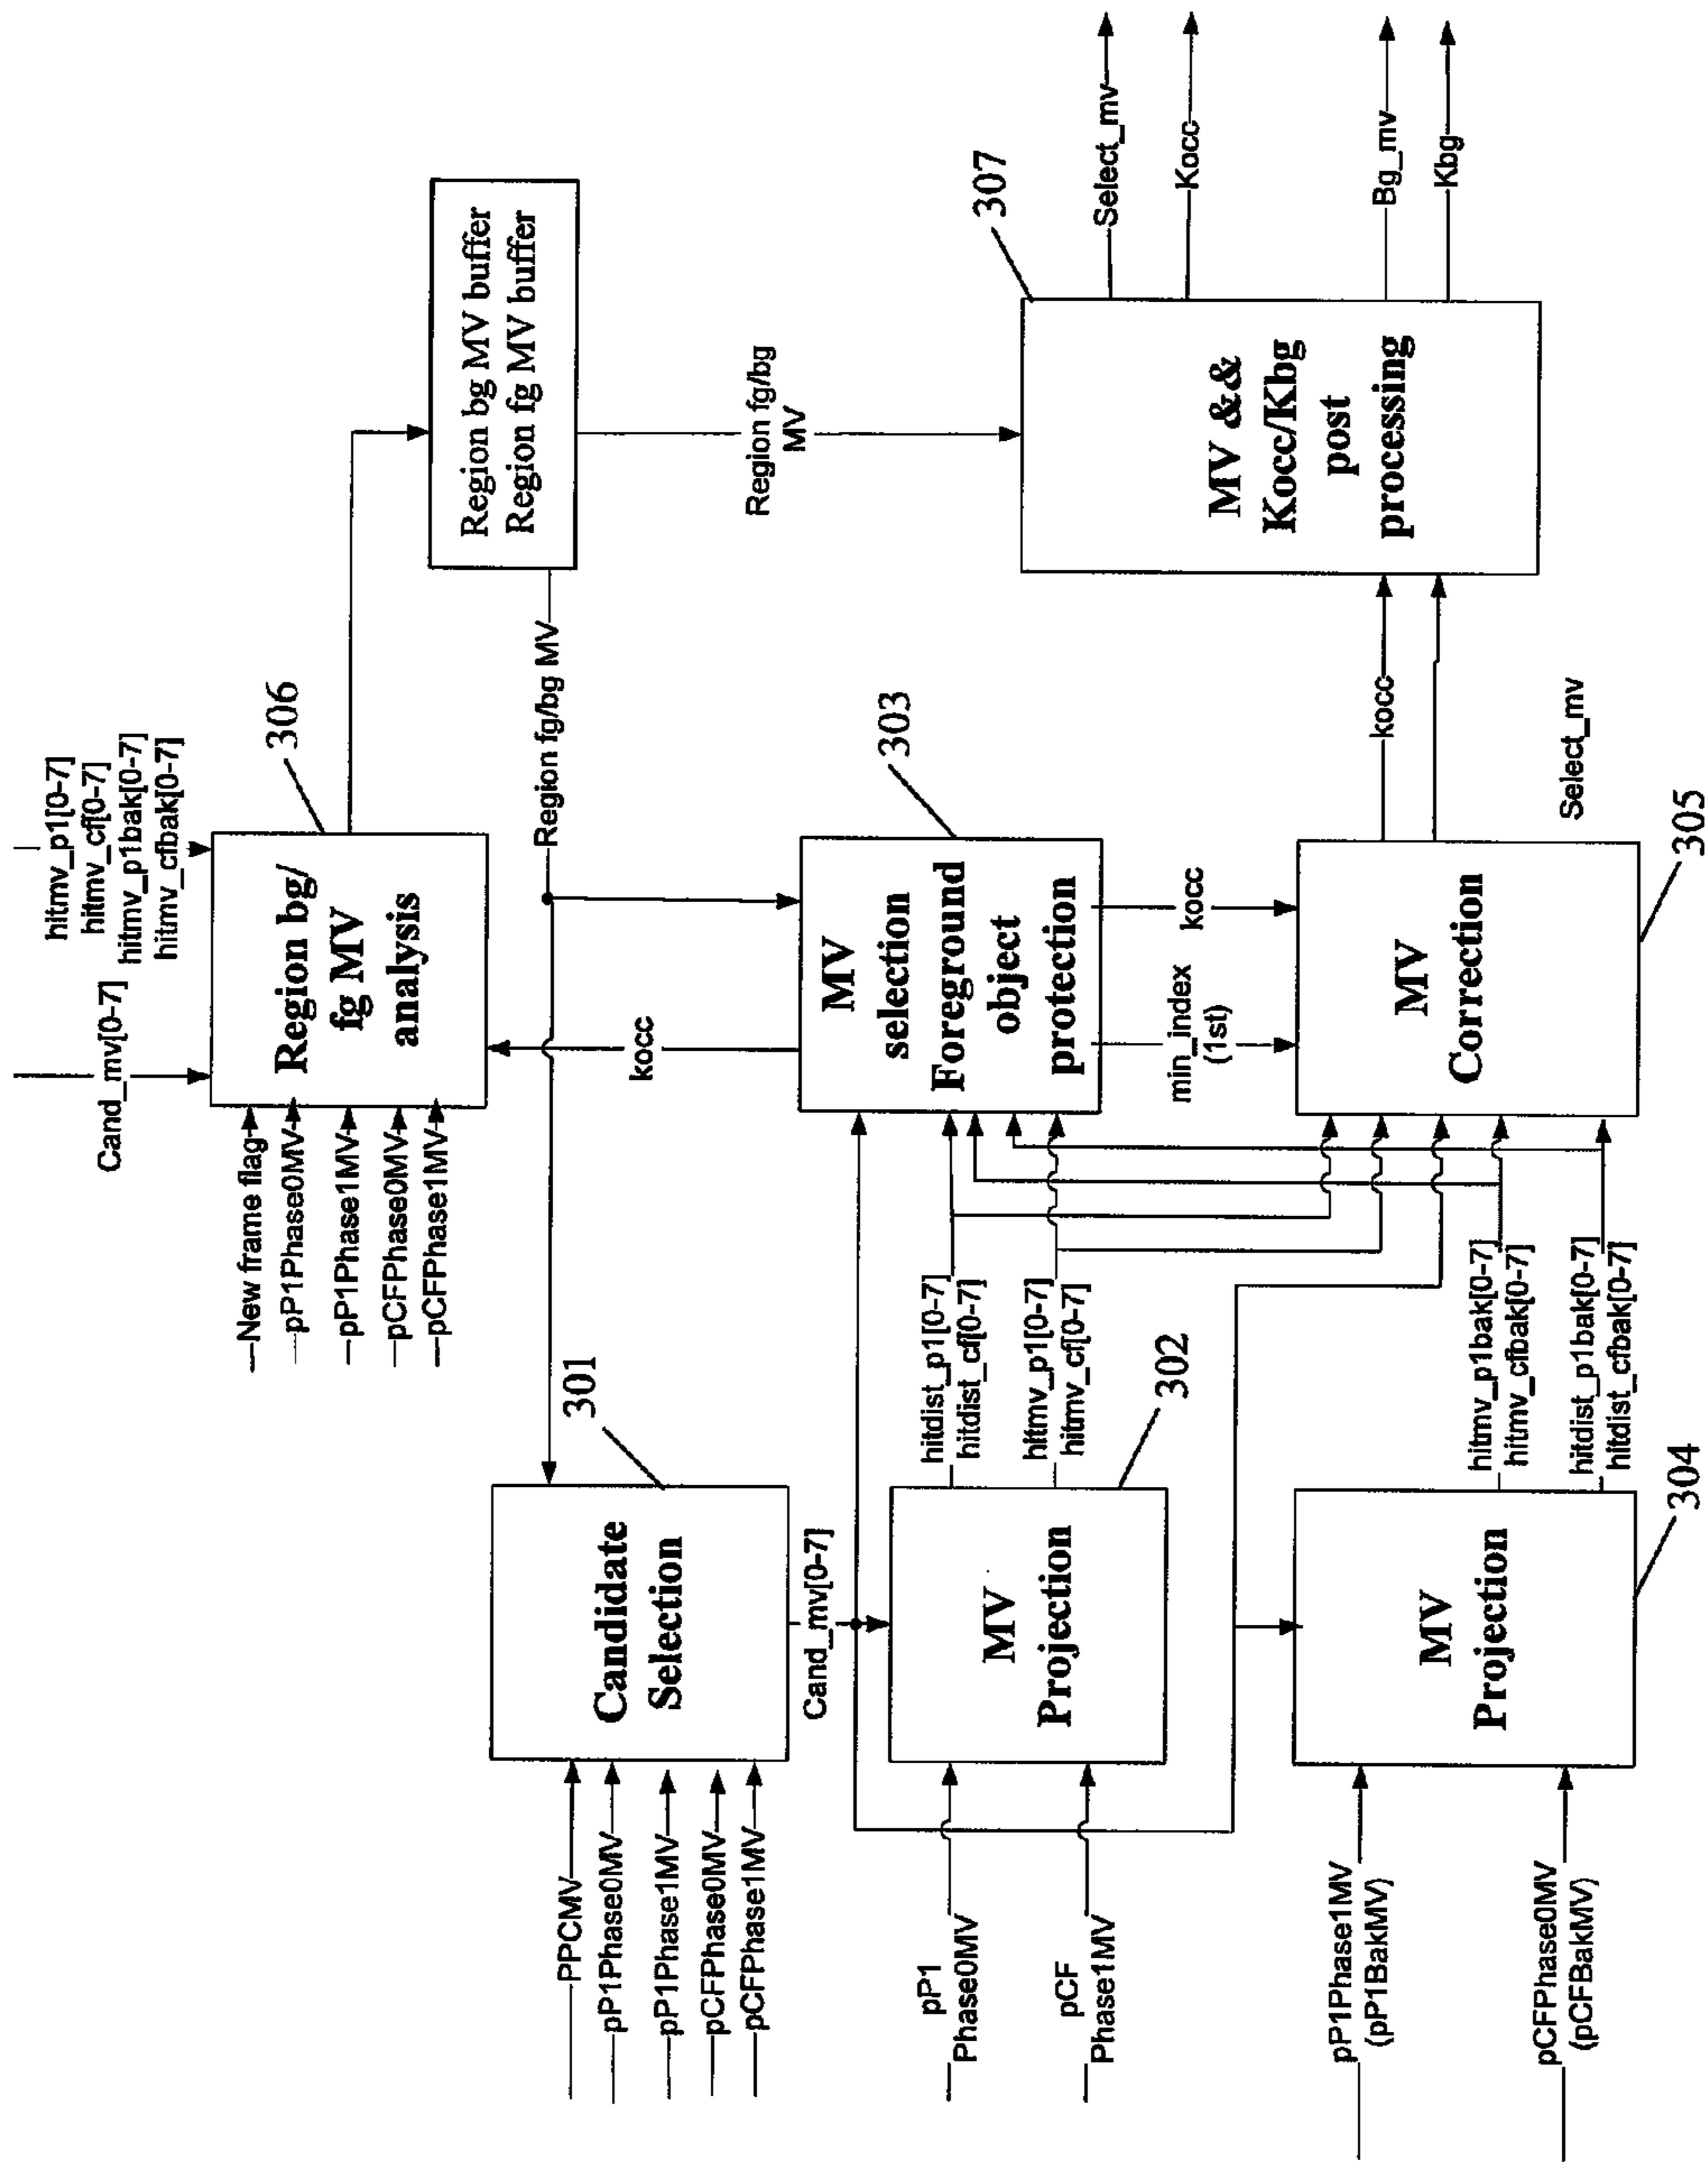 hitmv_p1[0-7]
hitmv_cf[0-7]
hitmv_p1bak[0-7]
hitmv_cfbak[0-7]
Cand_mv[0-7]
306
New frame flag
pP1Phase0MV
pP1Phase1MV
pCFPhase0MV
pCFPhase1MV
Region bg/
fg MV
analysis
Region bg MV buffer
Region fg MV buffer
301
PPCMV
pP1Phase0MV
pP1Phase1MV
pCFPhase0MV
pCFPhase1MV
Candidate
Selection
Region fg/bg MV
kocc
Region fg/bg
MV
Cand_mv[0-7]
303
pP1
Phase0MV
pCF
Phase1MV
MV
Projection
302
hitdist_p1[0-7]
hitdist_cf[0-7]
hitmv_p1[0-7]
hitmv_cf[0-7]
MV
selection
Foreground
object
protection
min_index
(1st)
kocc
307
MV &&
Kocc/Kbg
post
processing
Select_mv
Kocc
Bg_mv
Kbg
pP1Phase1MV
(pP1BakMV)
pCFPhase0MV
(pCFBakMV)
MV
Projection
304
hitmv_p1bak[0-7]
hitmv_cfbak[0-7]
hitdist_p1bak[0-7]
hitdist_cfbak[0-7]
MV
Correction
305
kocc
Select_mv